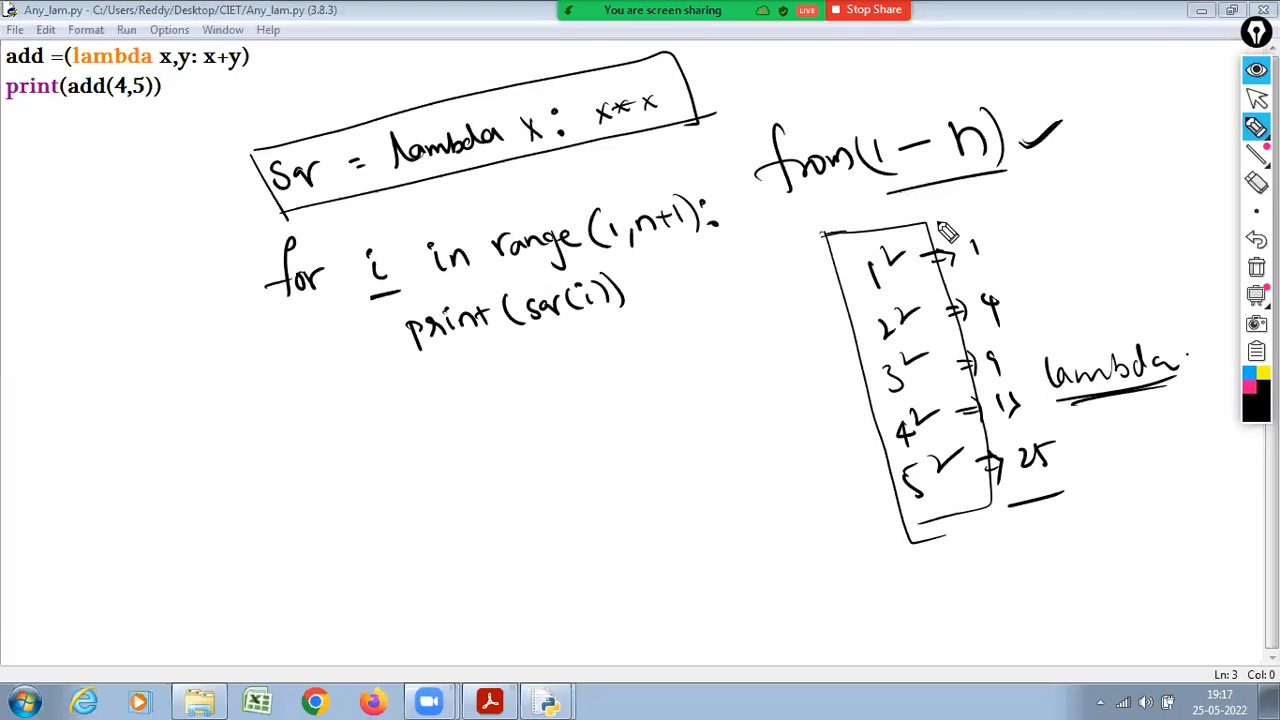 Any_lam.py - C:/Users/Reddy/Desktop/CIET/Any_lam.py (3.8.3)
You are screen sharing
LIVE
Stop Share
File Edit Format Run Options Window Help
add =(lambda x,y: x+y)
print(add(4,5))
Sqr = lambda x: x**x
from(1 - n)
for i in range(1,n+1):
print(sqr(i))
1² => 1
2² => 4
3² => 9
4² =>
5² => 25
lambda
Ln: 3 Col: 0
19:17
25-05-2022